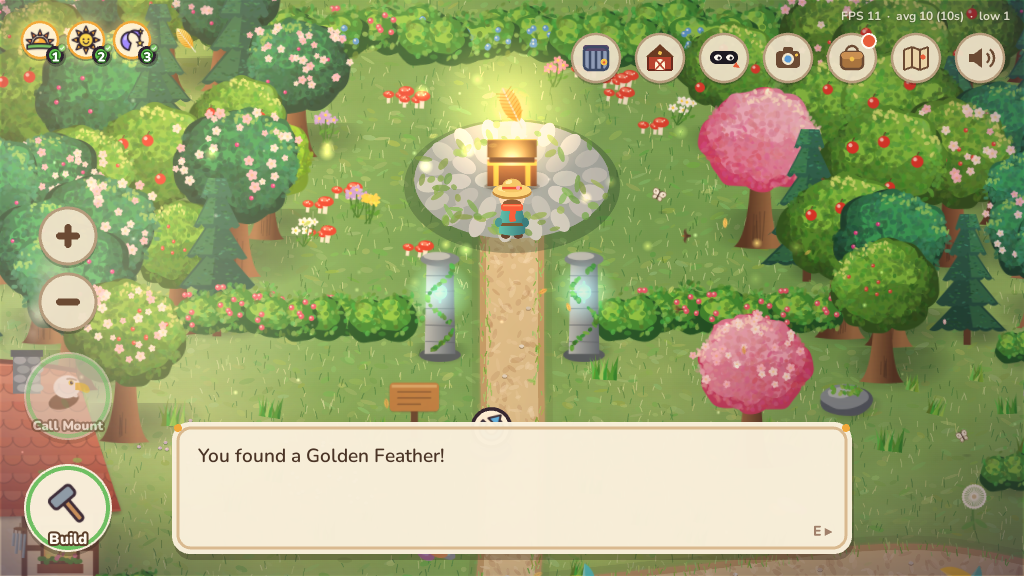 FPS 11 · avg 10 (10s) · low 1
1 2 3
Call Mount
Build
You found a Golden Feather!
E ▸